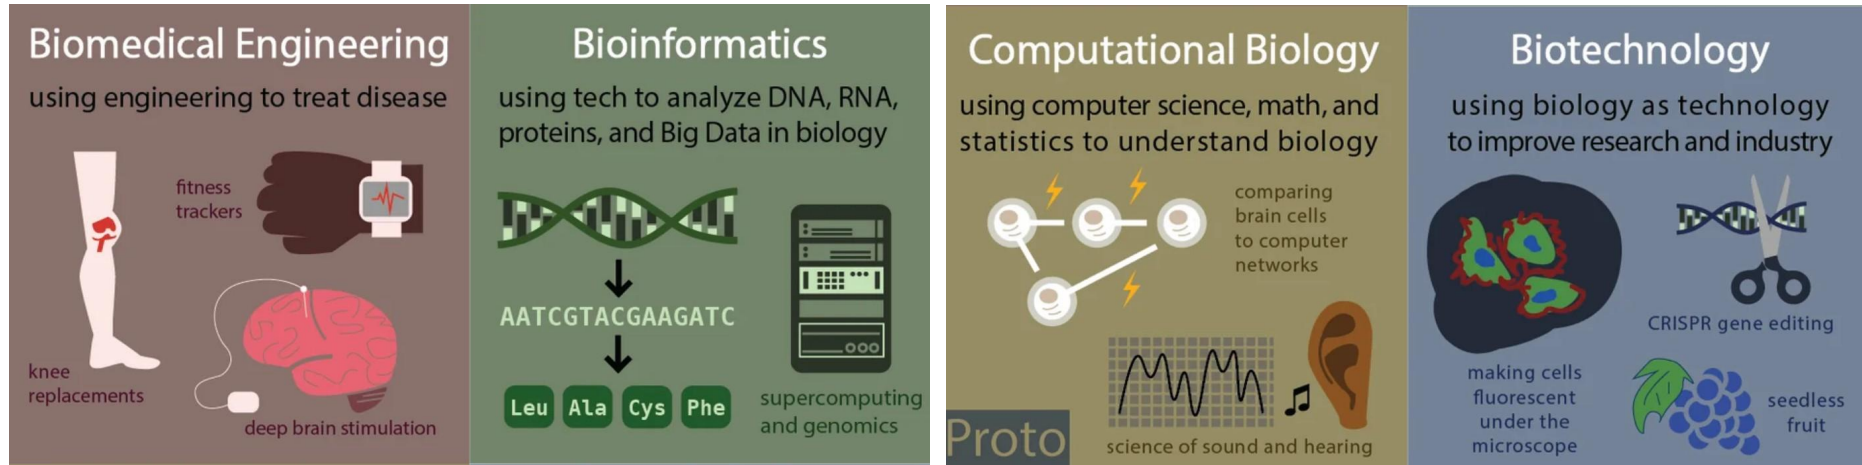 Biomedical Engineering
using engineering to treat disease
fitness
trackers
knee
replacements
deep brain stimulation
Bioinformatics
using tech to analyze DNA, RNA,
proteins, and Big Data in biology
AATCGTACGAAGATC
Leu Ala Cys Phe
supercomputing
and genomics
Computational Biology
using computer science, math, and
statistics to understand biology
comparing
brain cells
to computer
networks
science of sound and hearing
Proto
Biotechnology
using biology as technology
to improve research and industry
CRISPR gene editing
making cells
fluorescent
under the
microscope
seedless
fruit